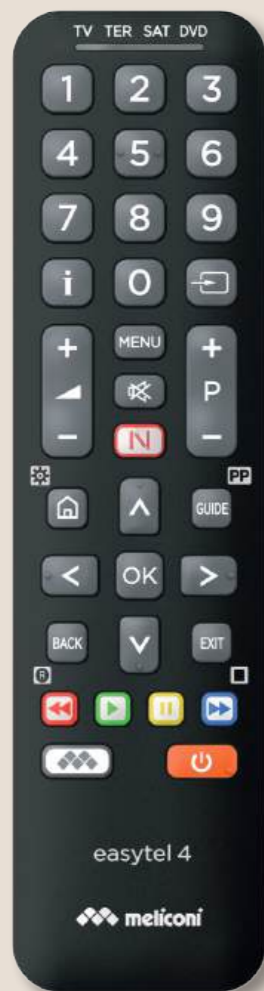 TV TER SAT DVD
1 2 3
4 5 6
7 8 9
i 0
+ MENU +
P
− −
N
PP
GUIDE
OK
BACK EXIT
R
easytel 4
meliconi